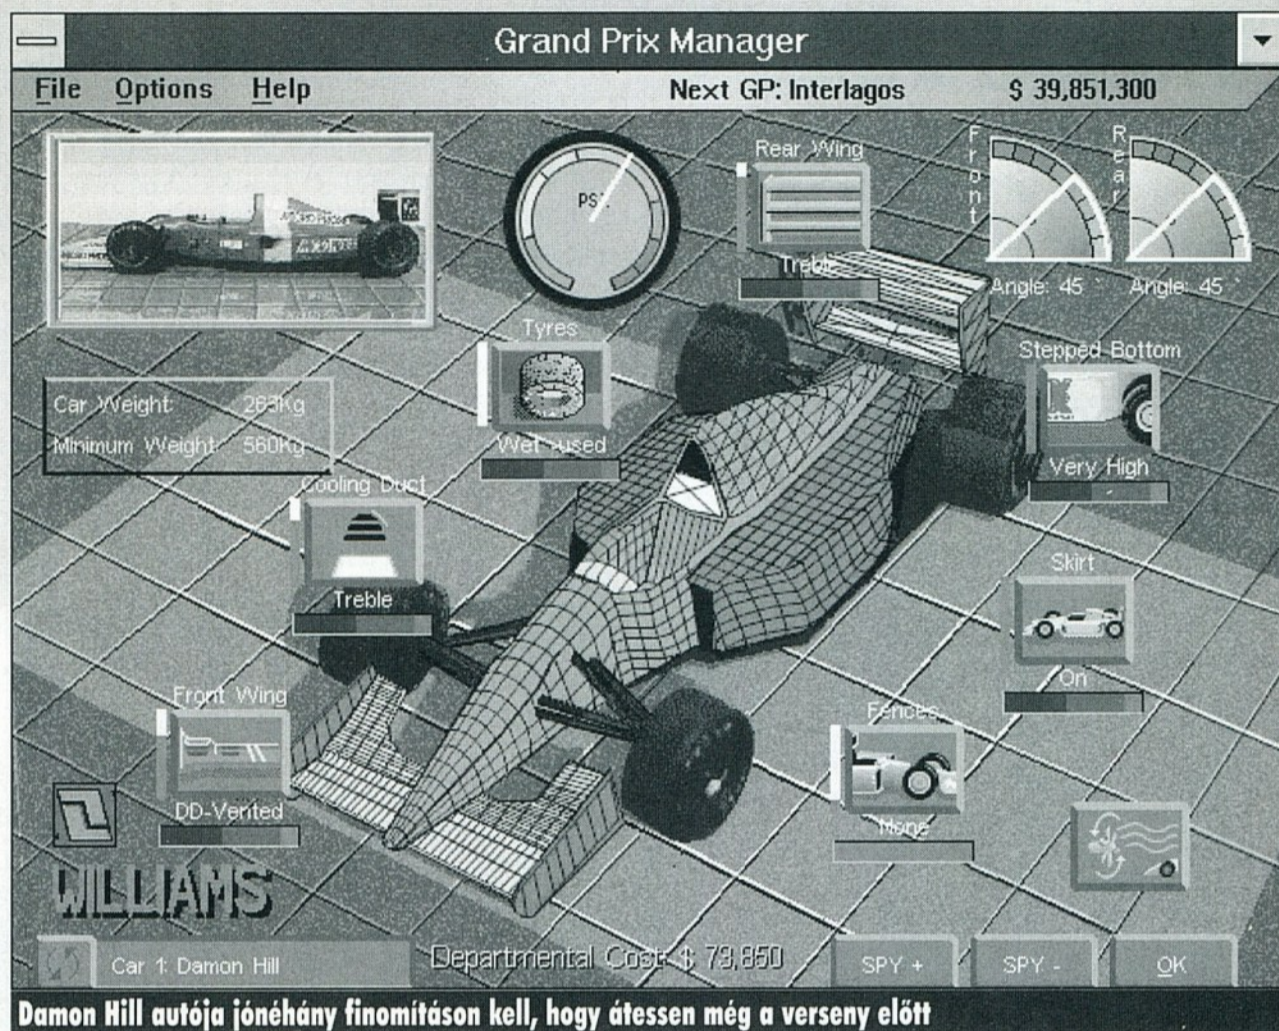 Grand Prix Manager
File Options Help Next GP: Interlagos $ 39,851,300
Front
Rear
Rear Wing
PSI
Treble
Angle: 45 Angle: 45
Tyres
Stepped Bottom
Car Weight: 265Kg
Minimum Weight: 560Kg
Wet -used
Very High
Cooling Duct
Treble
Skirt
On
Front Wing
Fences
DD-Vented
None
WILLIAMS
Car 1: Damon Hill Departmental Cost: $ 73,850 SPY + SPY - OK
Damon Hill autója jónéhány finomításon kell, hogy átessen még a verseny előtt